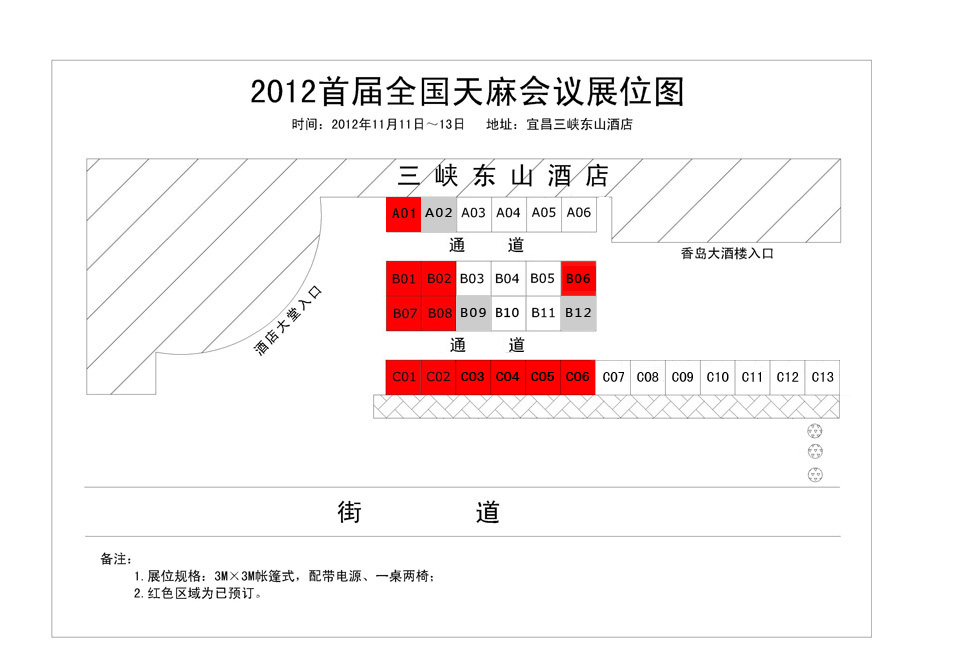 2012首届全国天麻会议展位图
时间：2012年11月11日～13日 地址：宜昌三峡东山酒店
三峡东山酒店
A01 A02 A03 A04 A05 A06
通 道
香岛大酒楼入口
B01 B02 B03 B04 B05 B06
酒店大堂入口
B07 B08 B09 B10 B11 B12
通 道
C01 C02 C03 C04 C05 C06 C07 C08 C09 C10 C11 C12 C13
街 道
备注：
1.展位规格：3M×3M帐篷式，配带电源、一桌两椅；
2.红色区域为已预订。